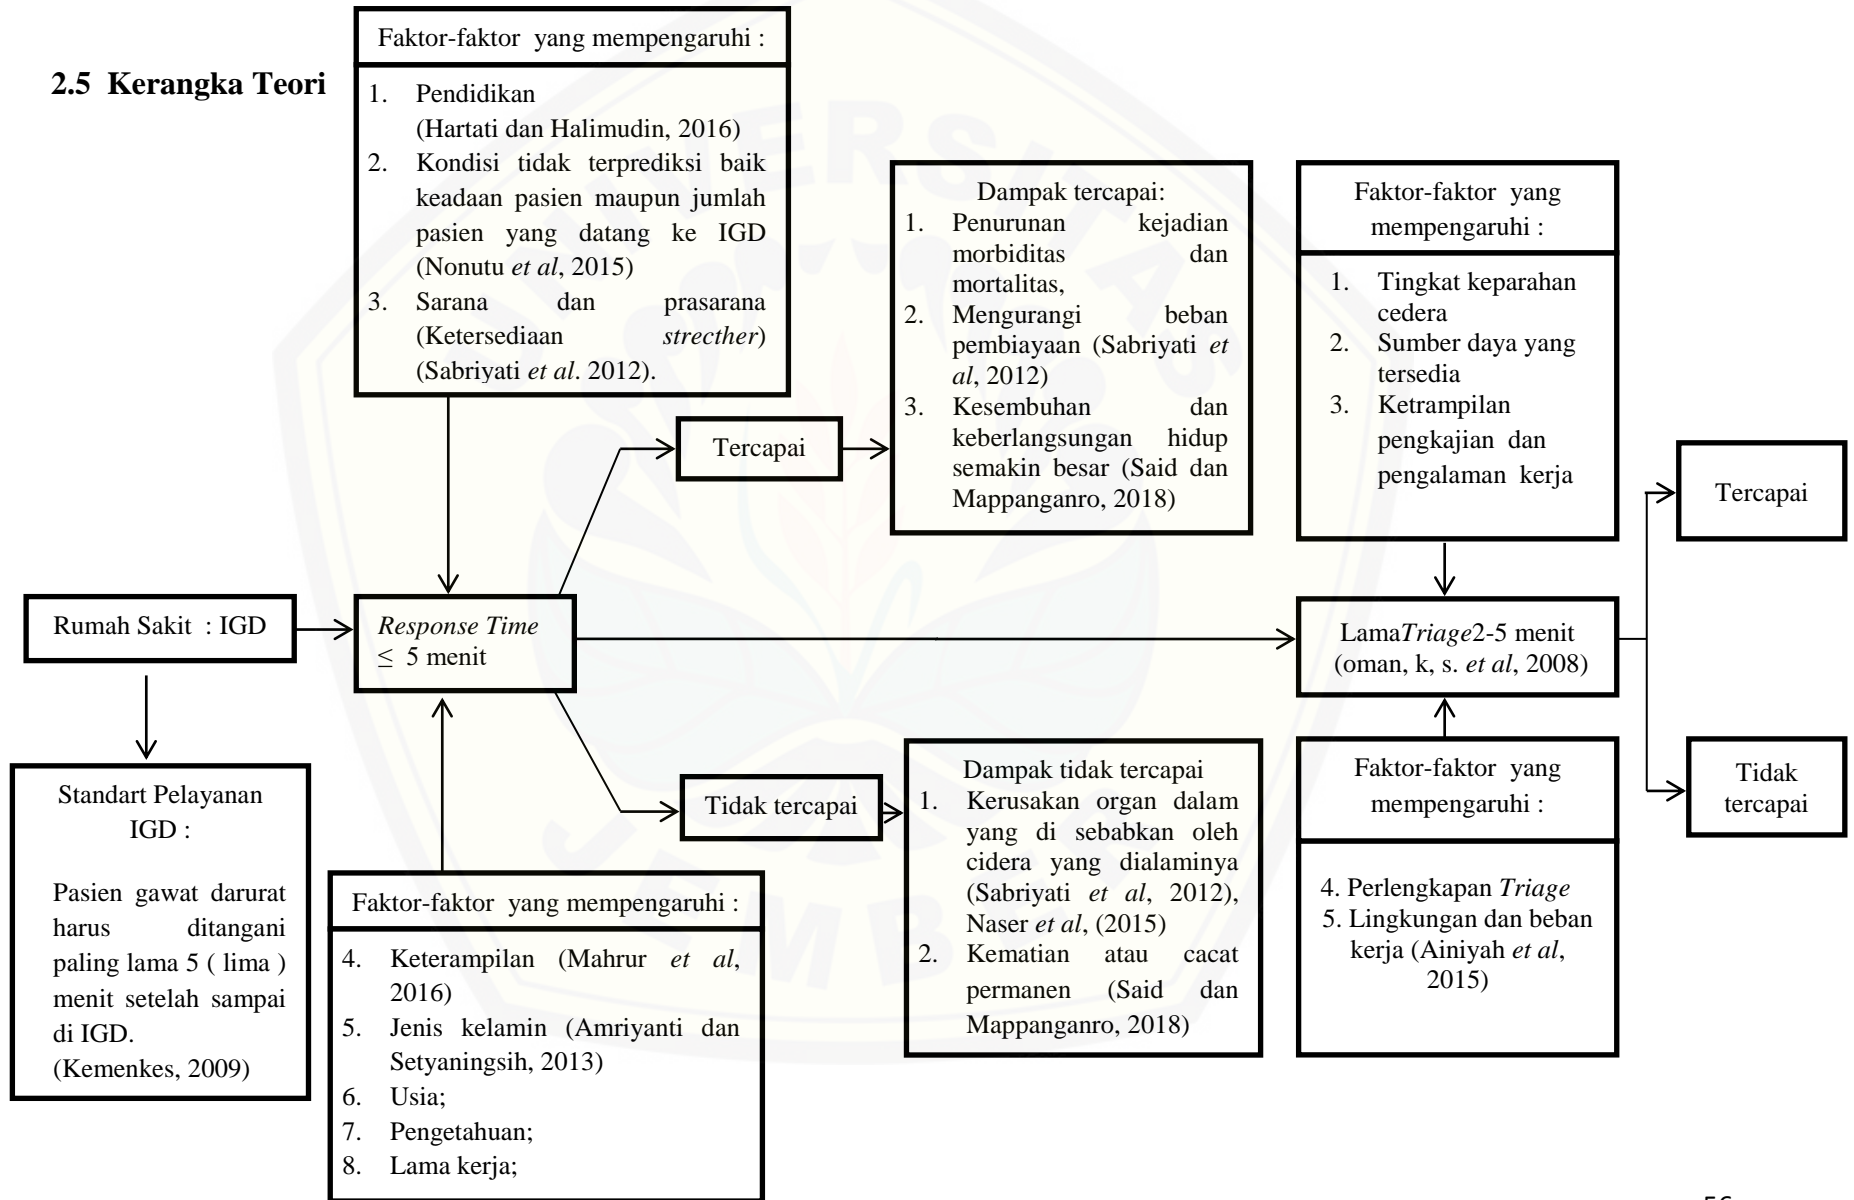 2.5 Kerangka Teori
Faktor-faktor yang mempengaruhi :
1. Pendidikan
(Hartati dan Halimudin, 2016)
2. Kondisi tidak terprediksi baik
keadaan pasien maupun jumlah
pasien yang datang ke IGD
(Nonutu et al, 2015)
3. Sarana dan prasarana
(Ketersediaan strecther)
(Sabriyati et al. 2012).
Tercapai
Dampak tercapai:
1. Penurunan kejadian
morbiditas dan
mortalitas,
2. Mengurangi beban
pembiayaan (Sabriyati et
al, 2012)
3. Kesembuhan dan
keberlangsungan hidup
semakin besar (Said dan
Mappanganro, 2018)
Faktor-faktor yang
mempengaruhi :
1. Tingkat keparahan
cedera
2. Sumber daya yang
tersedia
3. Ketrampilan
pengkajian dan
pengalaman kerja
Tercapai
Rumah Sakit : IGD
Response Time
≤ 5 menit
LamaTriage2-5 menit
(oman, k, s. et al, 2008)
Standart Pelayanan
IGD :
Pasien gawat darurat
harus ditangani
paling lama 5 ( lima )
menit setelah sampai
di IGD.
(Kemenkes, 2009)
Faktor-faktor yang mempengaruhi :
4. Keterampilan (Mahrur et al,
2016)
5. Jenis kelamin (Amriyanti dan
Setyaningsih, 2013)
6. Usia;
7. Pengetahuan;
8. Lama kerja;
Tidak tercapai
Dampak tidak tercapai
1. Kerusakan organ dalam
yang di sebabkan oleh
cidera yang dialaminya
(Sabriyati et al, 2012),
Naser et al, (2015)
2. Kematian atau cacat
permanen (Said dan
Mappanganro, 2018)
Faktor-faktor yang
mempengaruhi :
4. Perlengkapan Triage
5. Lingkungan dan beban
kerja (Ainiyah et al,
2015)
Tidak
tercapai
UNIVERSITAS
JEMBER